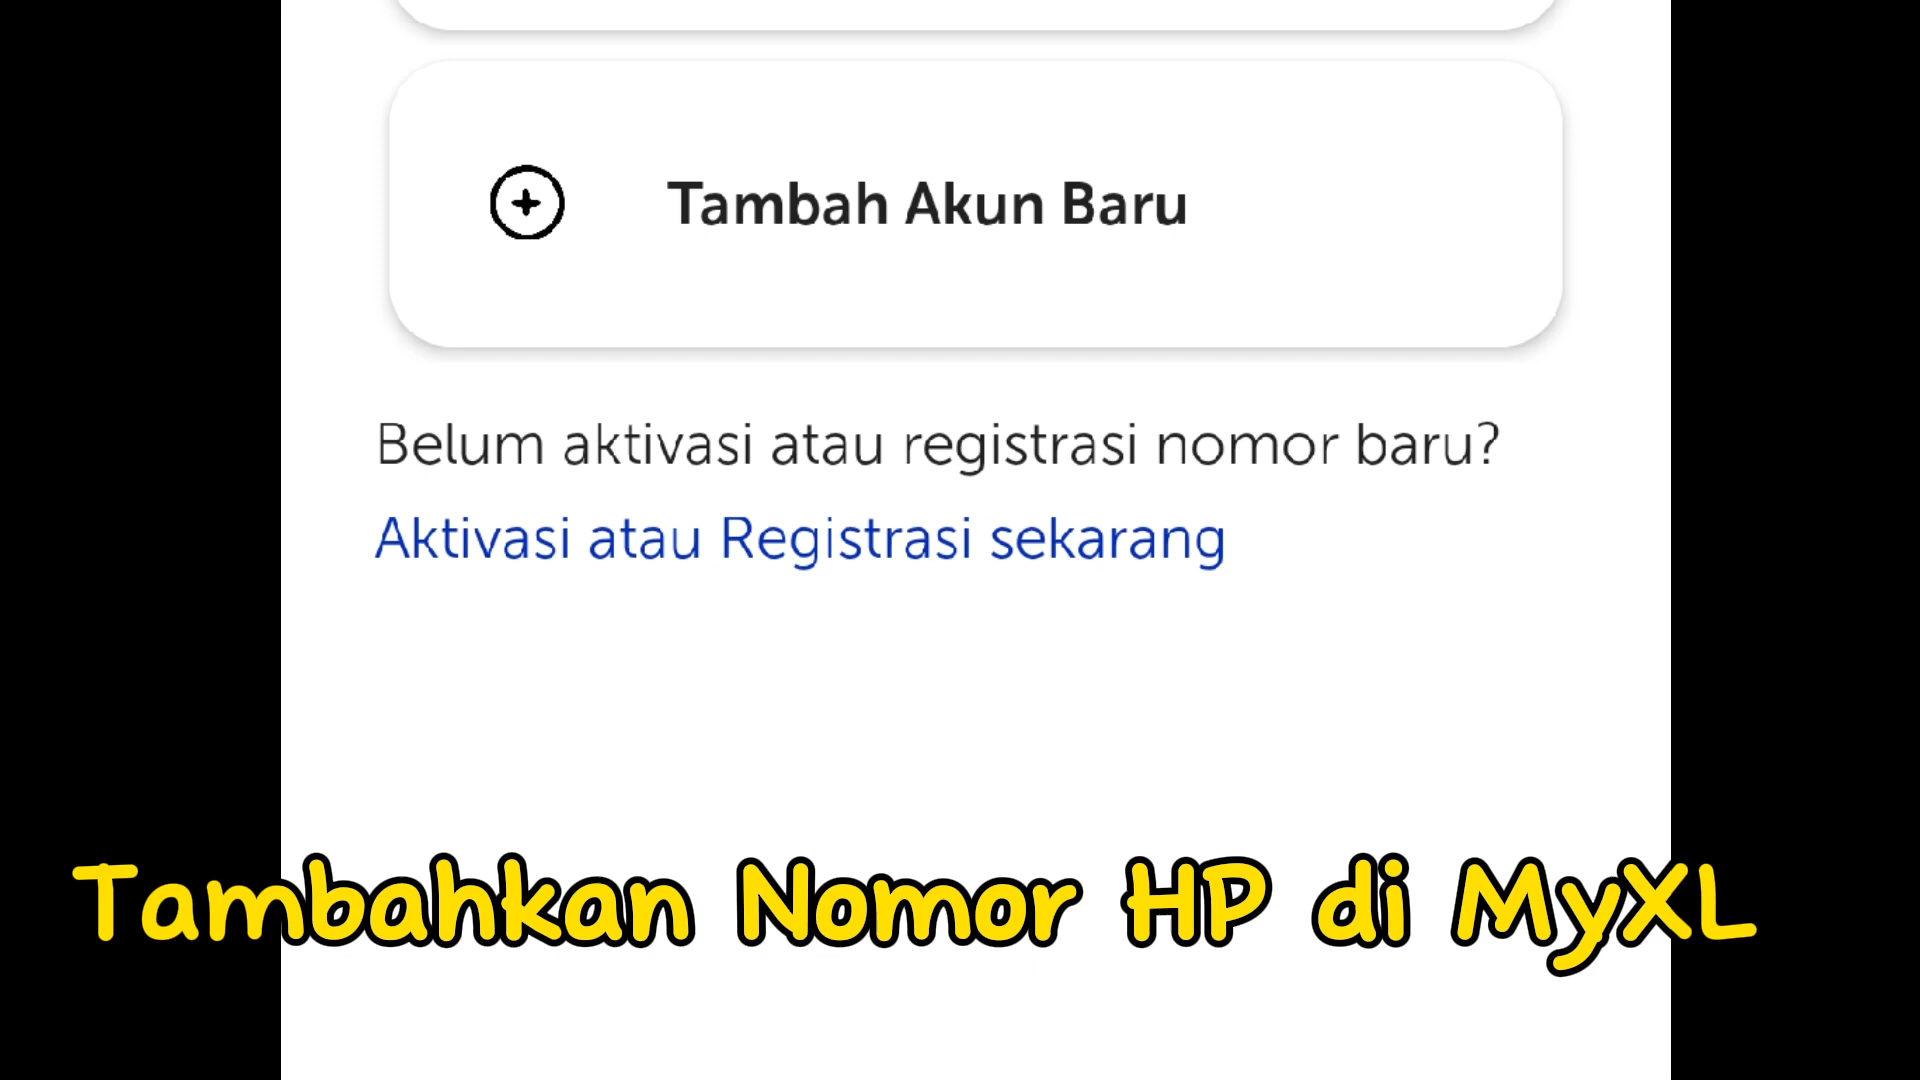 Tambah Akun Baru
Belum aktivasi atau registrasi nomor baru?
Aktivasi atau Registrasi sekarang
Tambahkan Nomor HP di MyXL